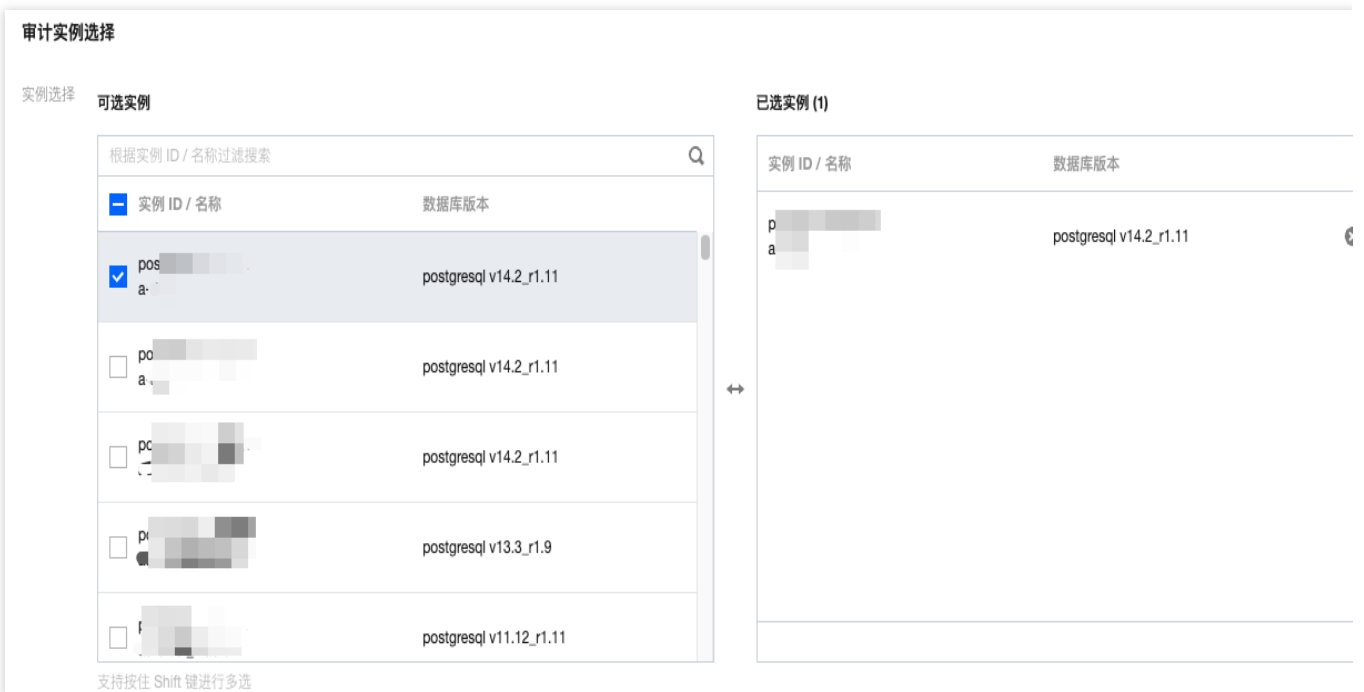 审计实例选择
实例选择
可选实例
根据实例 ID / 名称过滤搜索
实例 ID / 名称 数据库版本
pos
a- postgresql v14.2_r1.11
po
a- postgresql v14.2_r1.11
po
postgresql v14.2_r1.11
postgresql v13.3_r1.9
postgresql v11.12_r1.11
支持按住 Shift 键进行多选
已选实例 (1)
实例 ID / 名称 数据库版本
p
a postgresql v14.2_r1.11